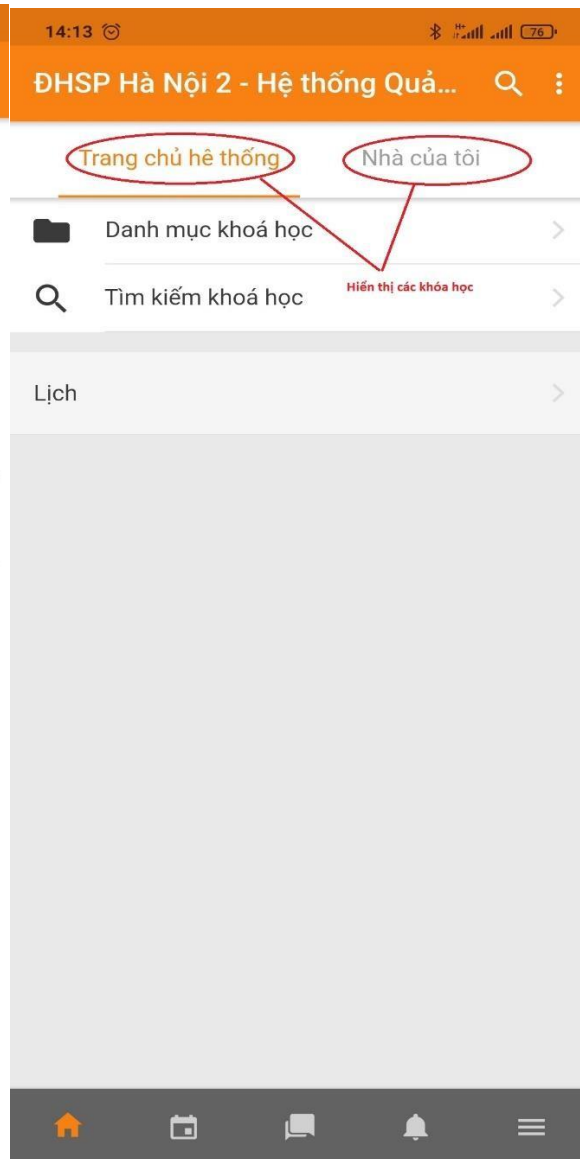 14:13 76
ĐHSP Hà Nội 2 - Hệ thống Quả...
Trang chủ hê thống Nhà của tôi
Danh mục khoá học
Tìm kiếm khoá học
Hiển thị các khóa học
Lịch